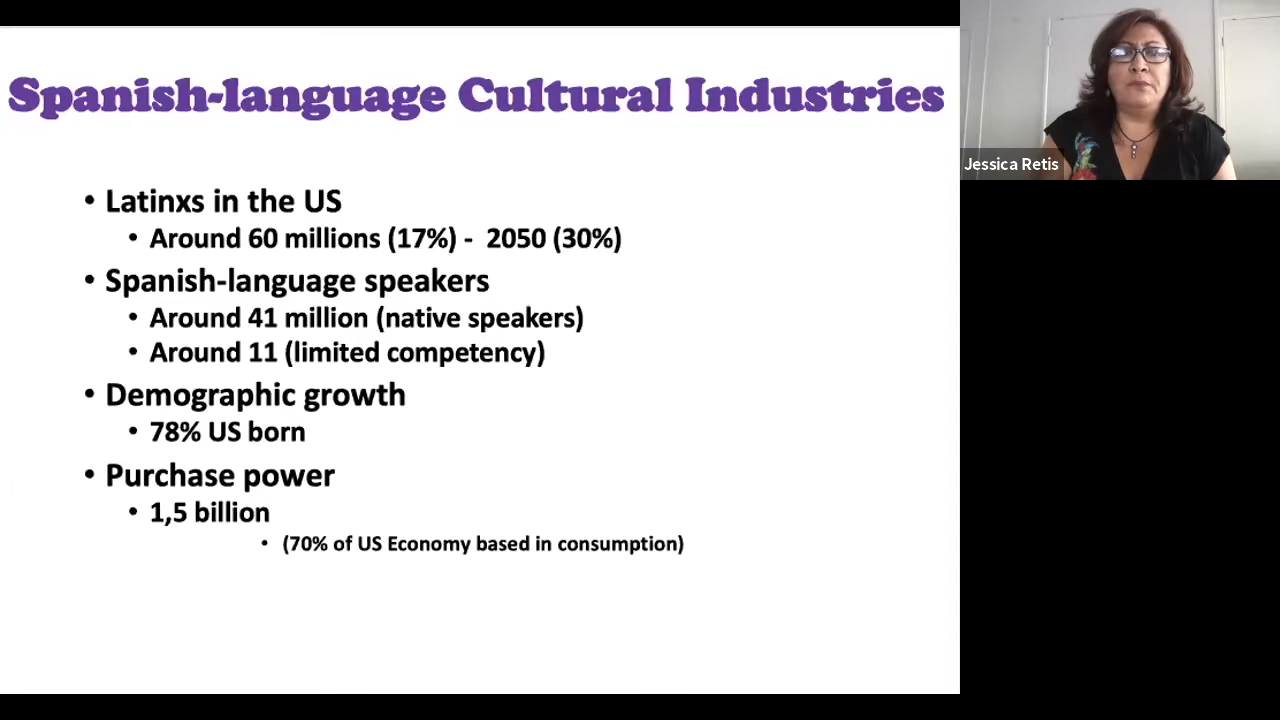 Spanish-language Cultural Industries
• Latinxs in the US
• Around 60 millions (17%) - 2050 (30%)
• Spanish-language speakers
• Around 41 million (native speakers)
• Around 11 (limited competency)
• Demographic growth
• 78% US born
• Purchase power
• 1,5 billion
• (70% of US Economy based in consumption)
Jessica Retis